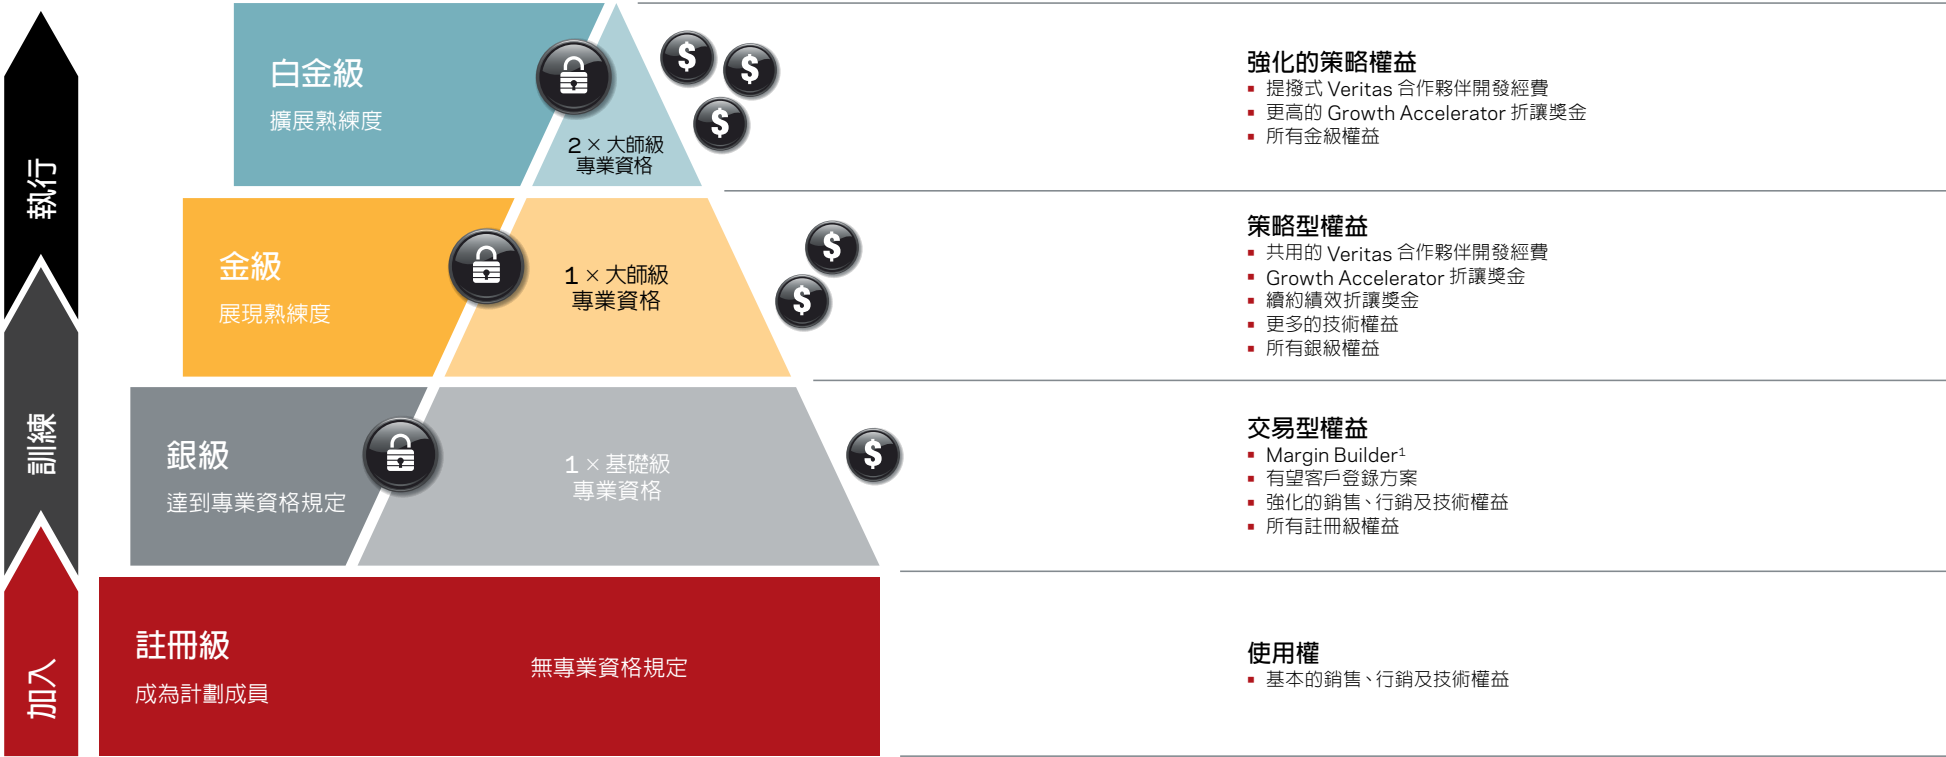 白金級
擴展熟練度
2 × 大師級
專業資格
強化的策略權益
▪ 提撥式 Veritas 合作夥伴開發經費
▪ 更高的 Growth Accelerator 折讓獎金
▪ 所有金級權益
執行
金級
展現熟練度
1 × 大師級
專業資格
策略型權益
▪ 共用的 Veritas 合作夥伴開發經費
▪ Growth Accelerator 折讓獎金
▪ 續約績效折讓獎金
▪ 更多的技術權益
▪ 所有銀級權益
訓練
銀級
達到專業資格規定
1 × 基礎級
專業資格
交易型權益
▪ Margin Builder¹
▪ 有望客戶登錄方案
▪ 強化的銷售、行銷及技術權益
▪ 所有註冊級權益
加入
註冊級
成為計劃成員
無專業資格規定
使用權
▪ 基本的銷售、行銷及技術權益
$
$
$
$
$
$